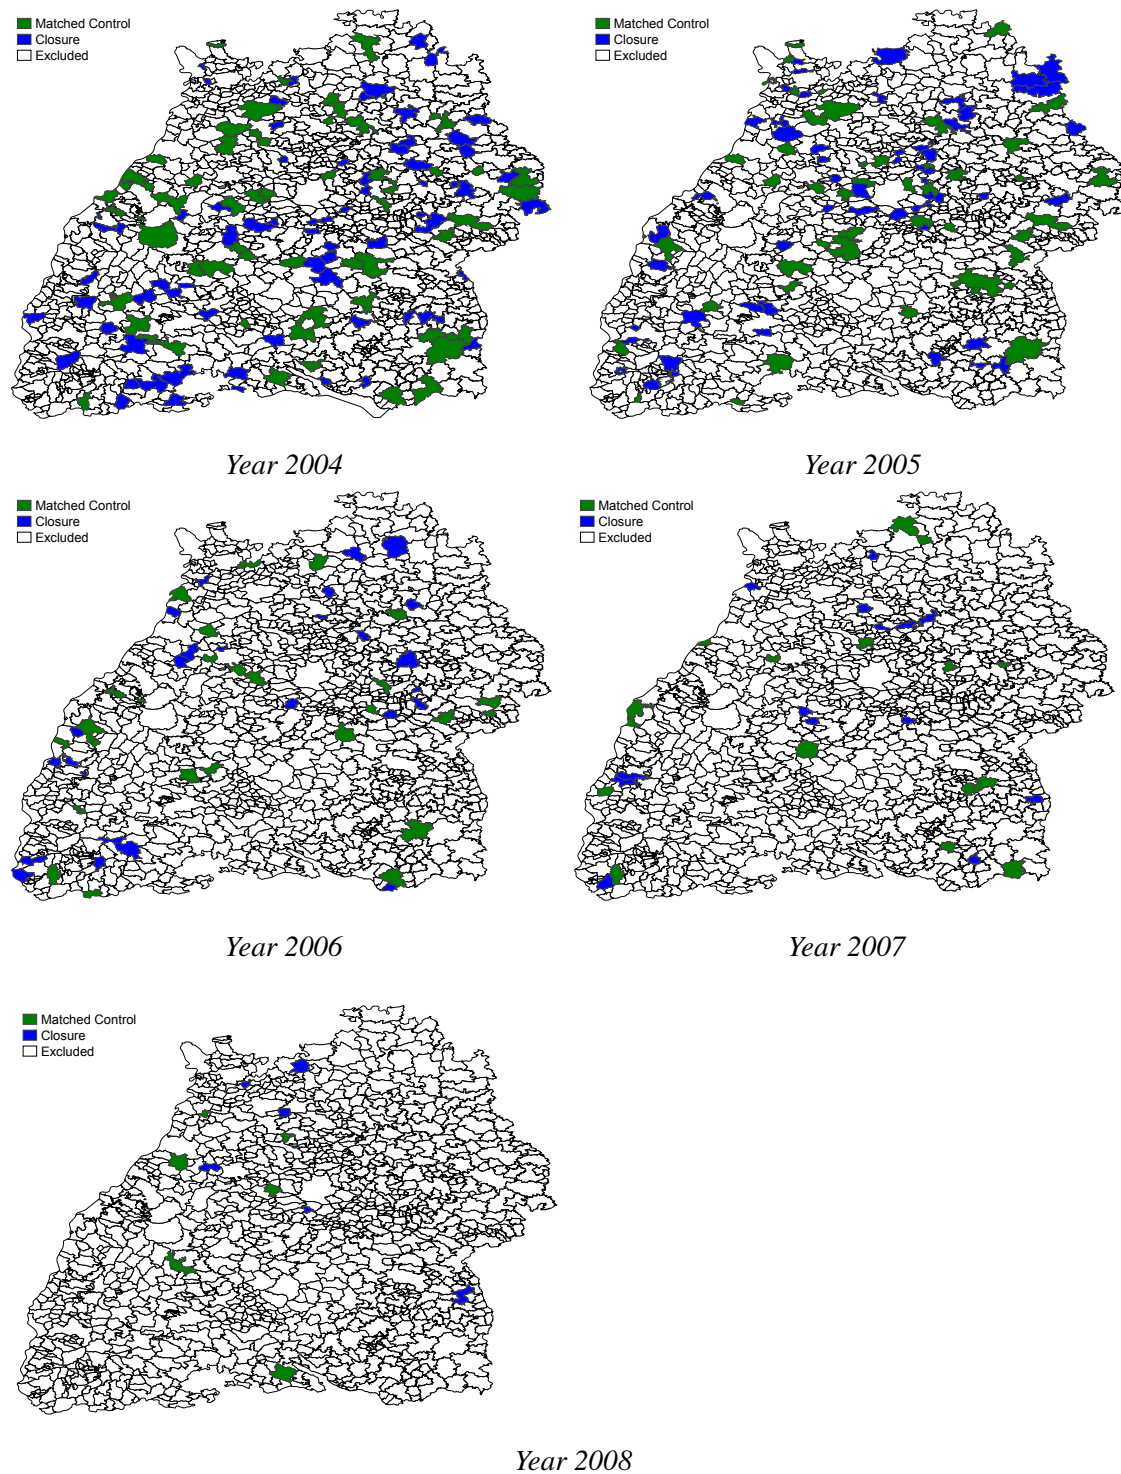 Matched Control
Closure
Excluded
Matched Control
Closure
Excluded
Year 2004
Year 2005
Matched Control
Closure
Excluded
Matched Control
Closure
Excluded
Year 2006
Year 2007
Matched Control
Closure
Excluded
Year 2008